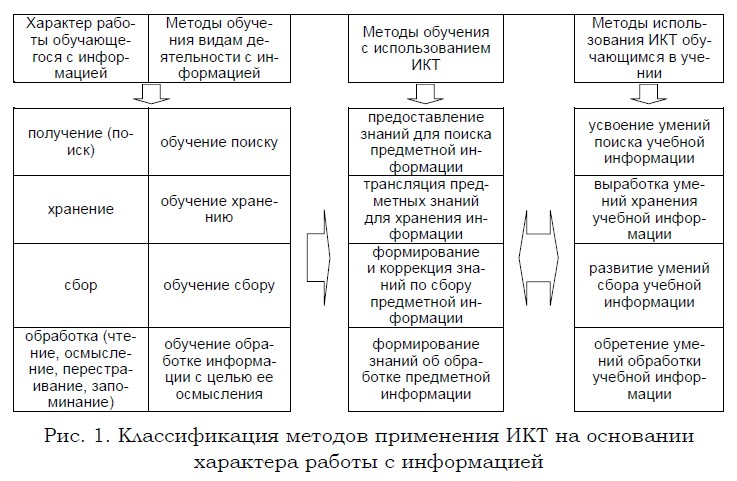 Характер рабо-
ты обучающе-
гося с инфор-
мацией
Методы обуче-
ния видам дея-
тельности с ин-
формацией
Методы обучения
с использованием
ИКТ
Методы исполь-
зования ИКТ обу-
чающимся в уче-
нии
получение (по-
иск)
обучение поиску
предоставление
знаний для поиска
предметной ин-
формации
усвоение умений
поиска учебной
информации
хранение
обучение хране-
нию
трансляция пред-
метных знаний
для хранения ин-
формации
выработка уме-
ний хранения
учебной инфор-
мации
сбор
обучение сбору
формирование
и коррекция зна-
ний по сбору
предметной ин-
формации
развитие умений
сбора учебной
информации
обработка (чте-
ние, осмысле-
ние, перестра-
ивание, запо-
минание)
обучение обра-
ботке информа-
ции с целью ее
осмысления
формирование
знаний об обра-
ботке предметной
информации
обретение уме-
ний обработки
учебной инфор-
мации
Рис. 1. Классификация методов применения ИКТ на основании
характера работы с информацией